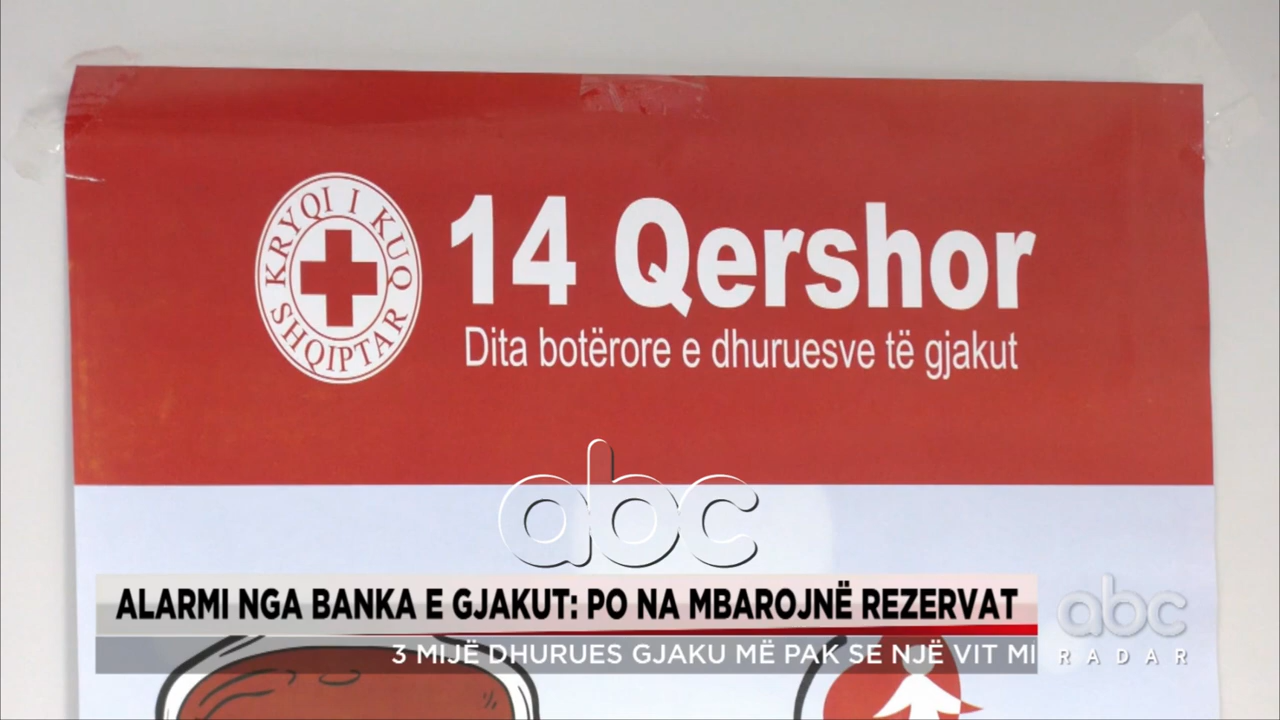 KRYQI I KUQ SHQIPTAR
14 Qershor
Dita botërore e dhuruesve të gjakut
abc
ALARMI NGA BANKA E GJAKUT: PO NA MBAROJNË REZERVAT
3 MIJË DHURUES GJAKU MË PAK SE NJË VIT MI
abc
RADAR